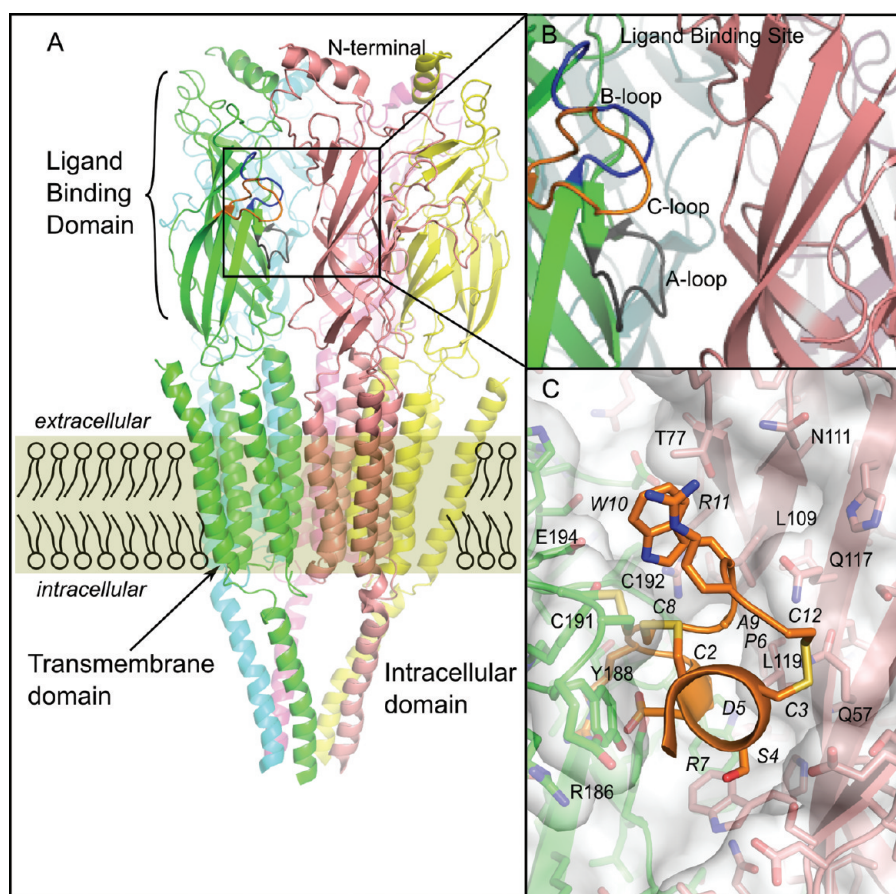 A
N-terminal
Ligand
Binding
Domain
extracellular
intracellular
Transmembrane
domain
Intracellular
domain
B
Ligand Binding Site
B-loop
C-loop
A-loop
C
T77
N111
W10
R11
E194
L109
Q117
C192
C8
C191
A9
C12
P6
C2
L119
Y188
D5
C3
Q57
R7
S4
R186